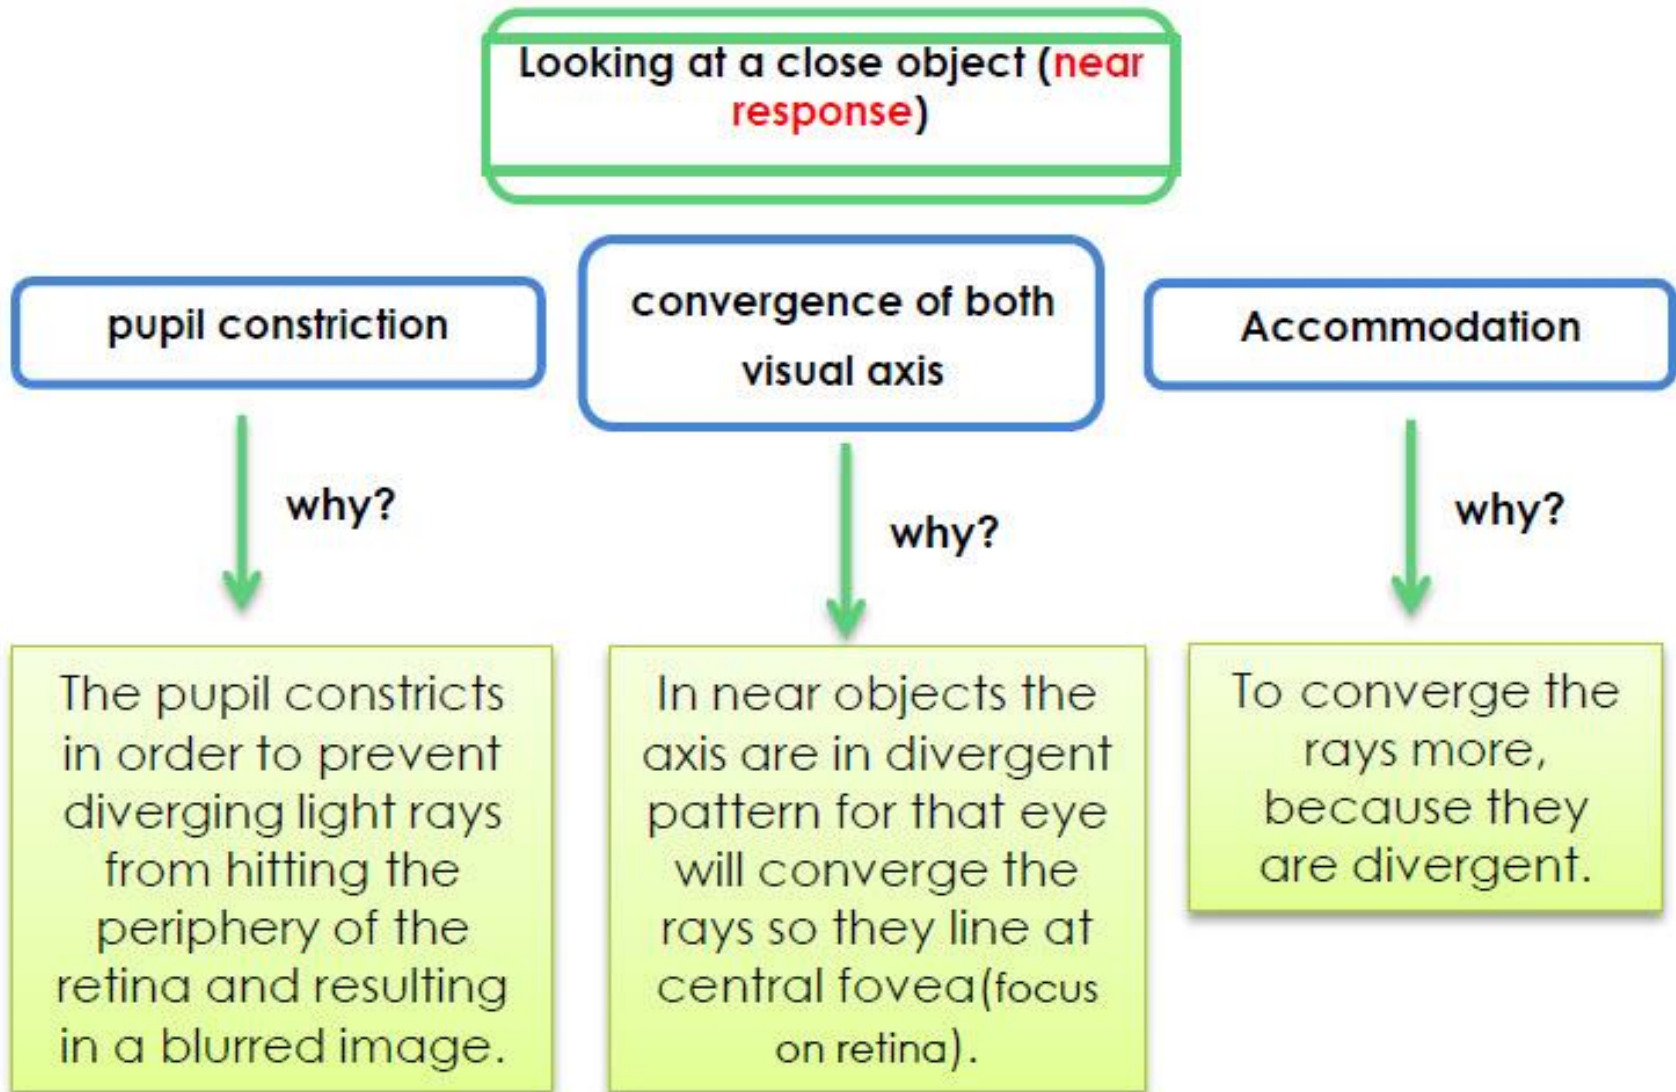 Looking at a close object (near
response)
pupil constriction
convergence of both
visual axis
Accommodation
why?
why?
why?
The pupil constricts
in order to prevent
diverging light rays
from hitting the
periphery of the
retina and resulting
in a blurred image.
In near objects the
axis are in divergent
pattern for that eye
will converge the
rays so they line at
central fovea(focus
on retina).
To converge the
rays more,
because they
are divergent.